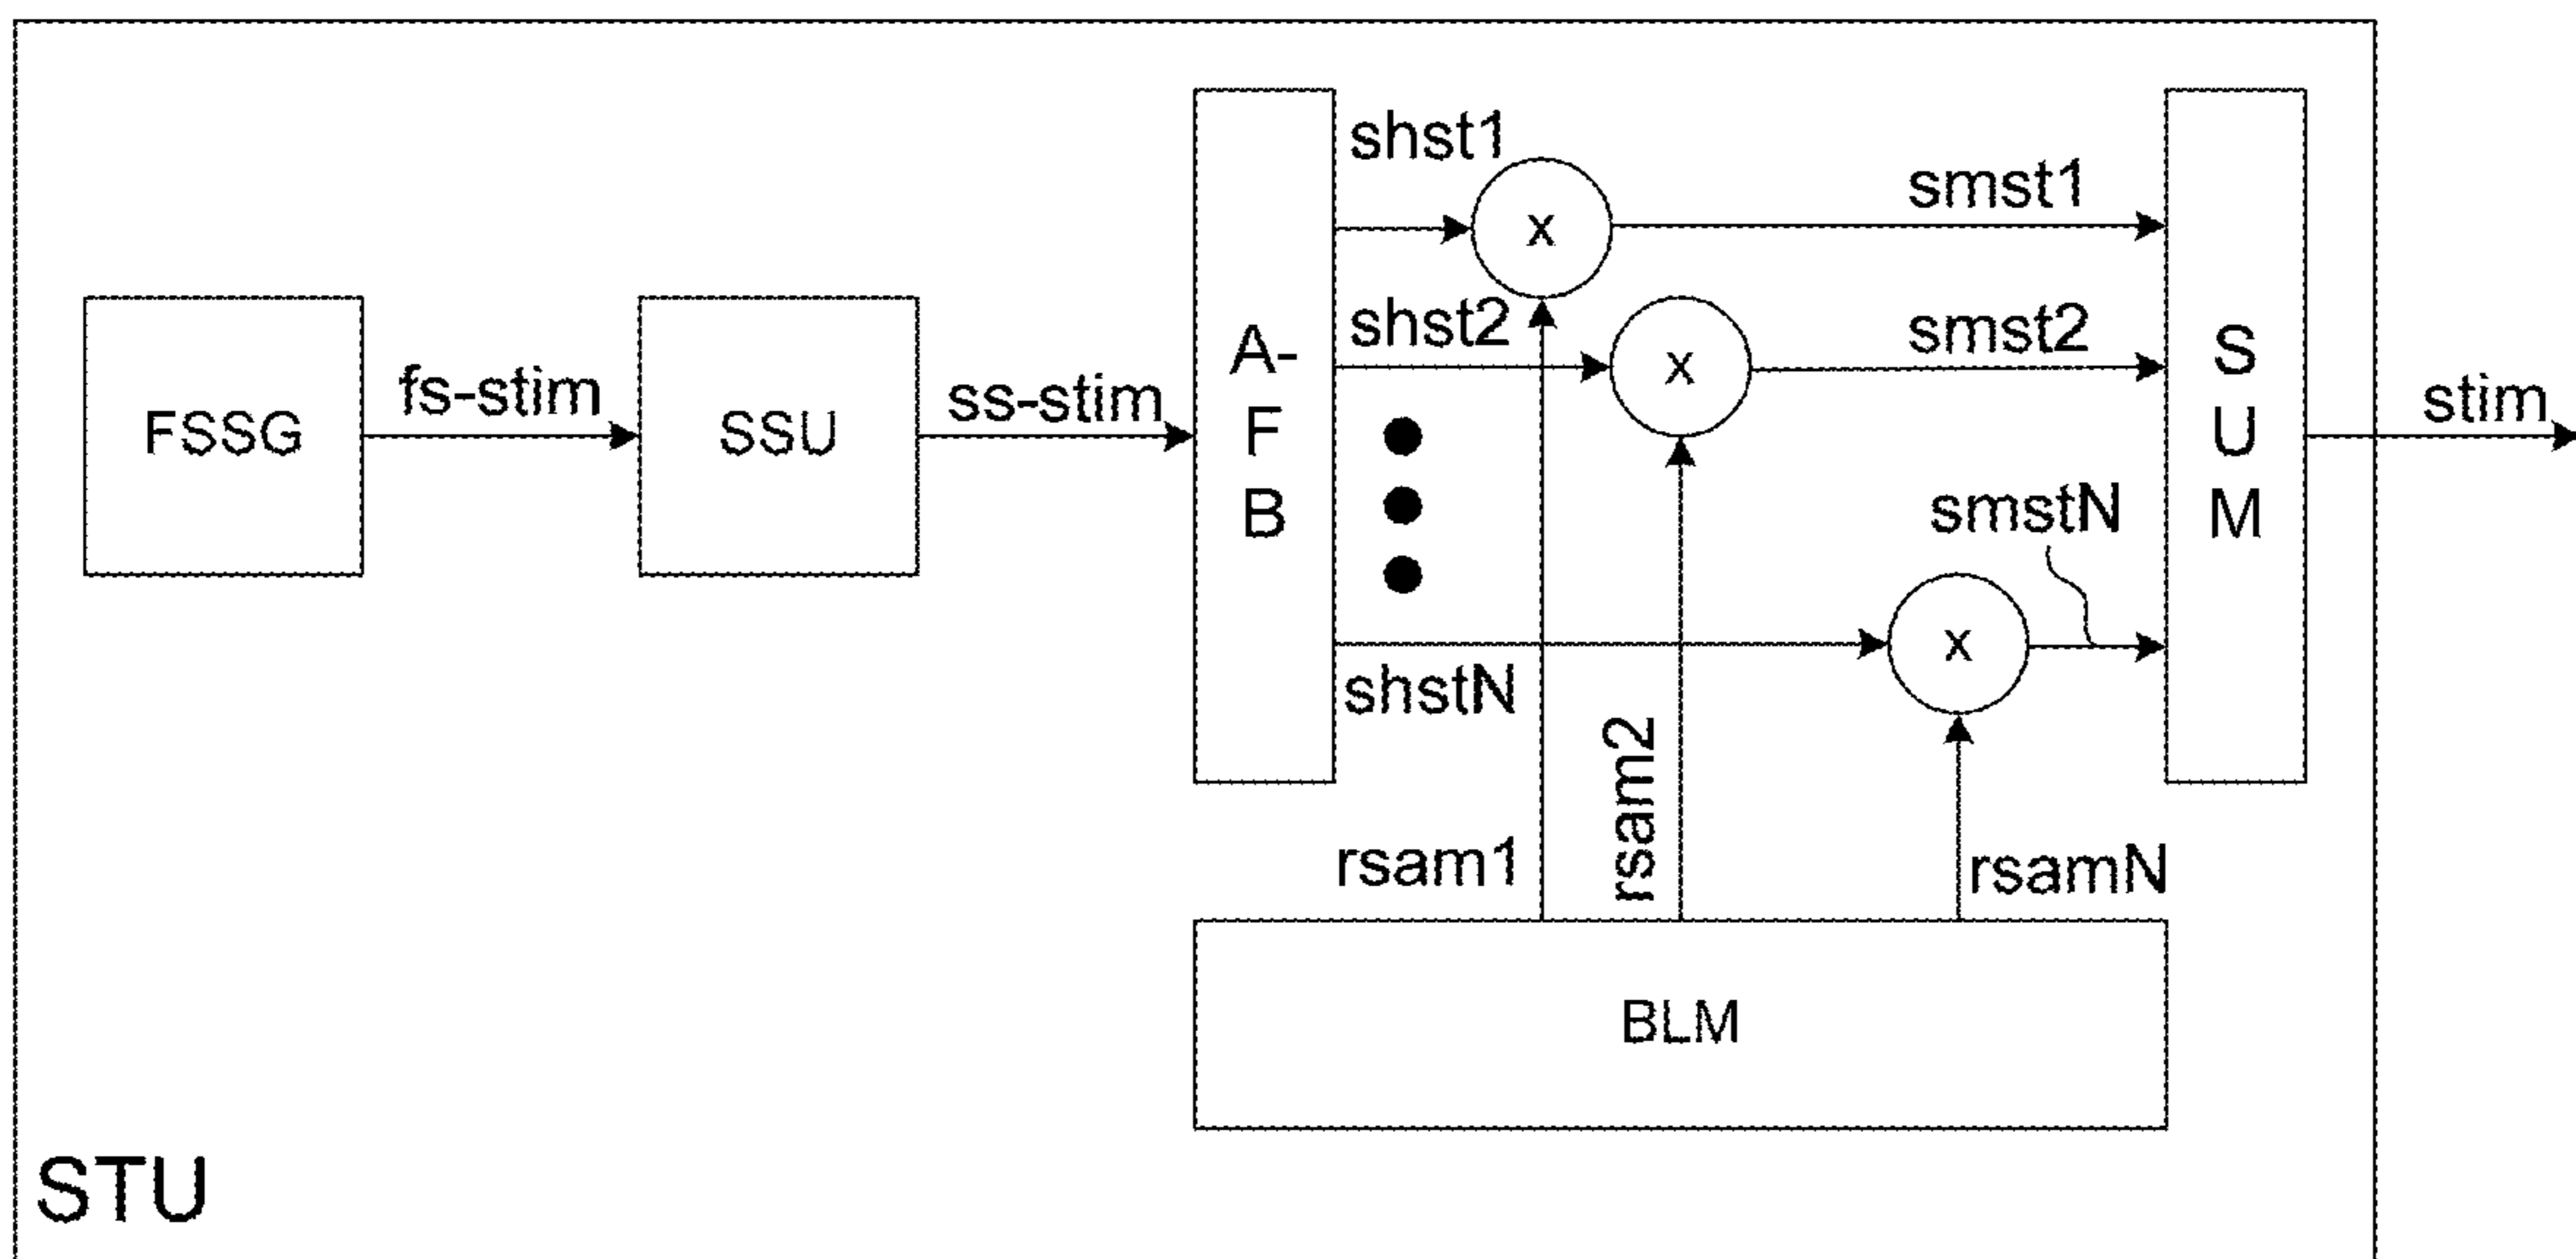 shst1
x
smst1
FSSG
fs-stim
SSU
ss-stim
A-
F
B
shst2
x
smst2
S
U
M
stim
smstN
x
shstN
rsam1
rsam2
rsamN
BLM
STU